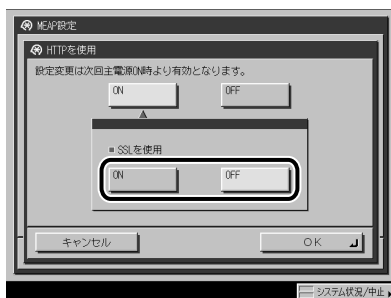 MEAP設定
HTTPを使用
設定変更は次回主電源ON時より有効となります。
ON OFF
■ SSLを使用
ON OFF
キャンセル OK
システム状況/中止